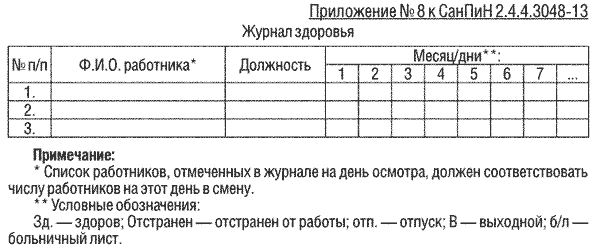 Приложение № 8 к СанПиН 2.4.4.3048-13
Журнал здоровья
№ п/п Ф.И.О. работника* Должность Месяц/дни**:
1 2 3 4 5 6 7 ...
1.
2.
3.
Примечание:
* Список работников, отмеченных в журнале на день осмотра, должен соответствовать
числу работников на этот день в смену.
** Условные обозначения:
Зд. — здоров; Отстранен — отстранен от работы; отп. — отпуск; В — выходной; б/л —
больничный лист.